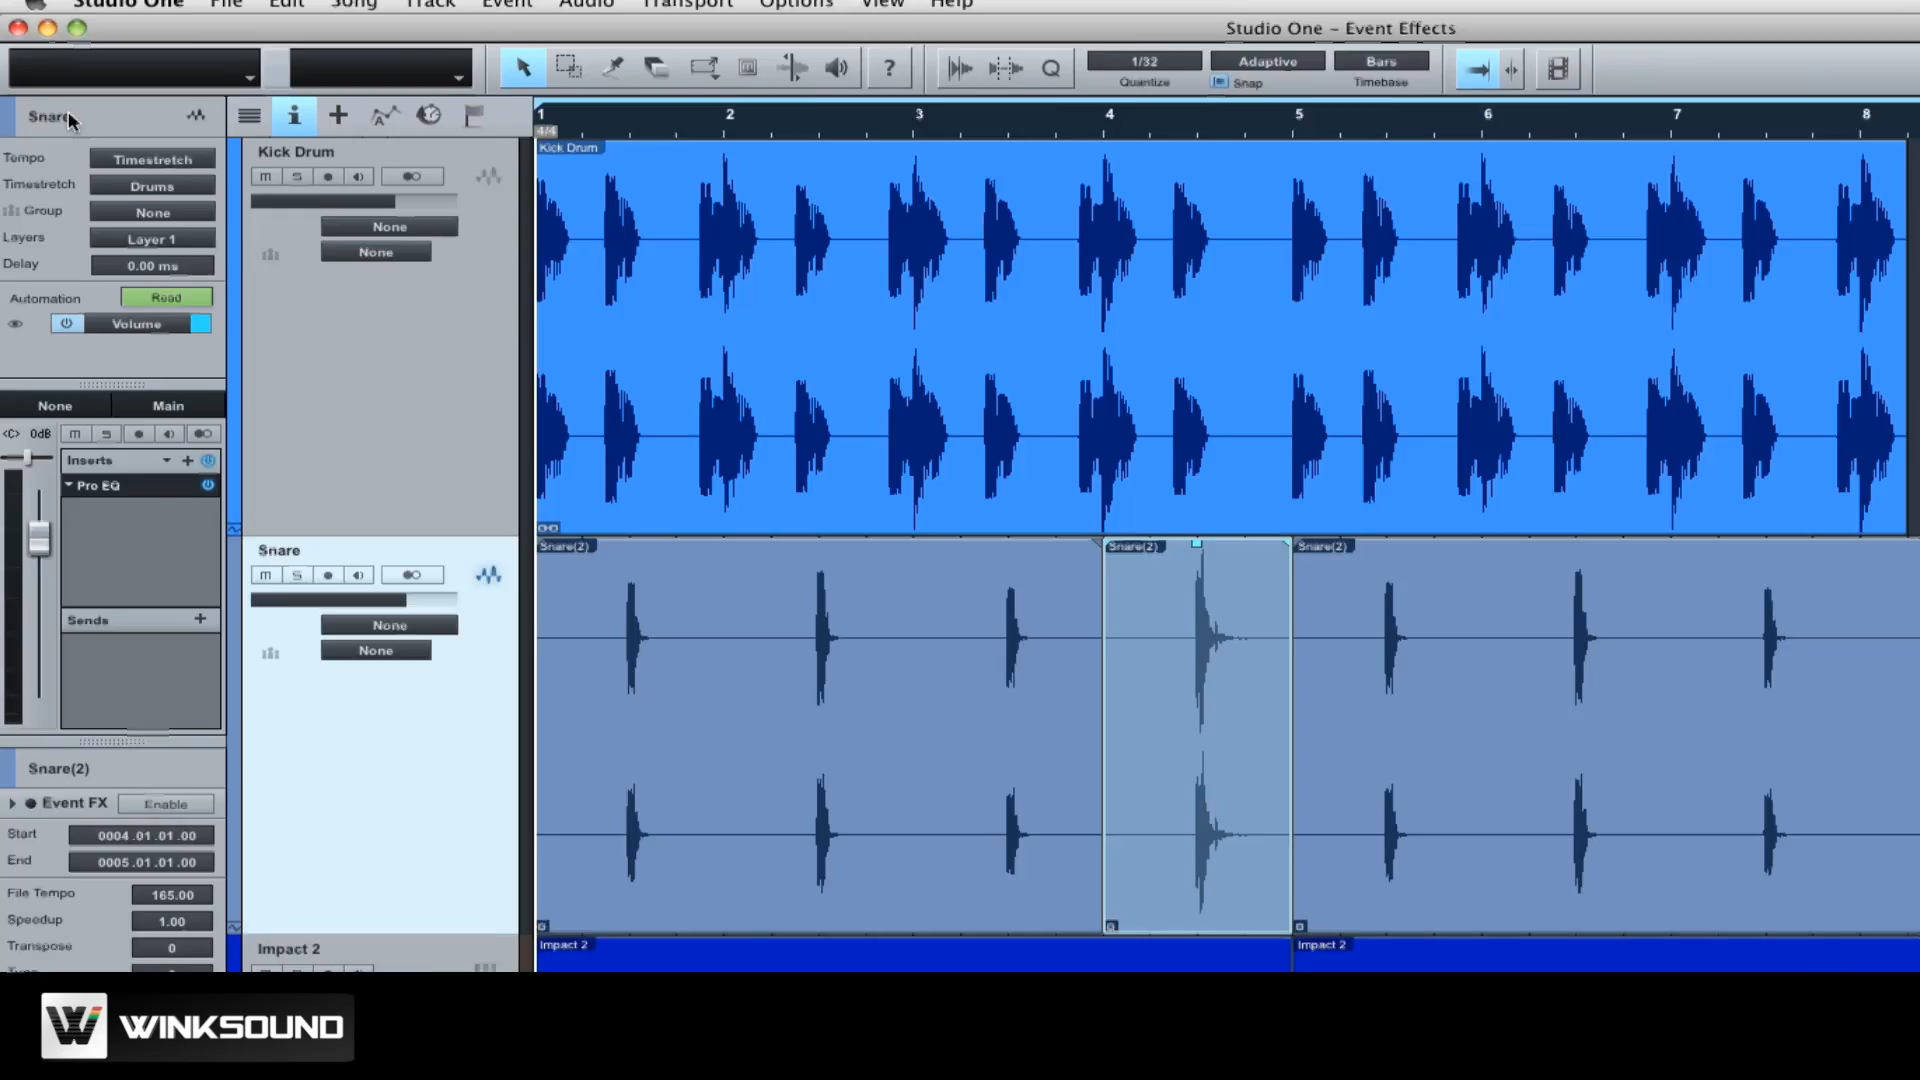 Studio One File Edit Song Track Event Audio Transport Options View Help
Studio One - Event Effects
1/32 Adaptive Bars
Quantize Snap Timebase
Snare
1 2 3 4 5 6 7 8
4/4
Tempo Timestretch
Timestretch Drums
Group None
Layers Layer 1
Delay 0.00 ms
Automation Read
Volume
None Main
<C> 0dB M S
Inserts
Pro EQ
Sends
Snare(2)
Event FX Enable
Start 0004.01.01.00
End 0005.01.01.00
File Tempo 165.00
Speedup 1.00
Transpose 0
Kick Drum
M S
None
None
Snare
M S
None
None
Impact 2
Kick Drum
Snare(2) Snare(2) Snare(2)
Impact 2 Impact 2
W WINKSOUND